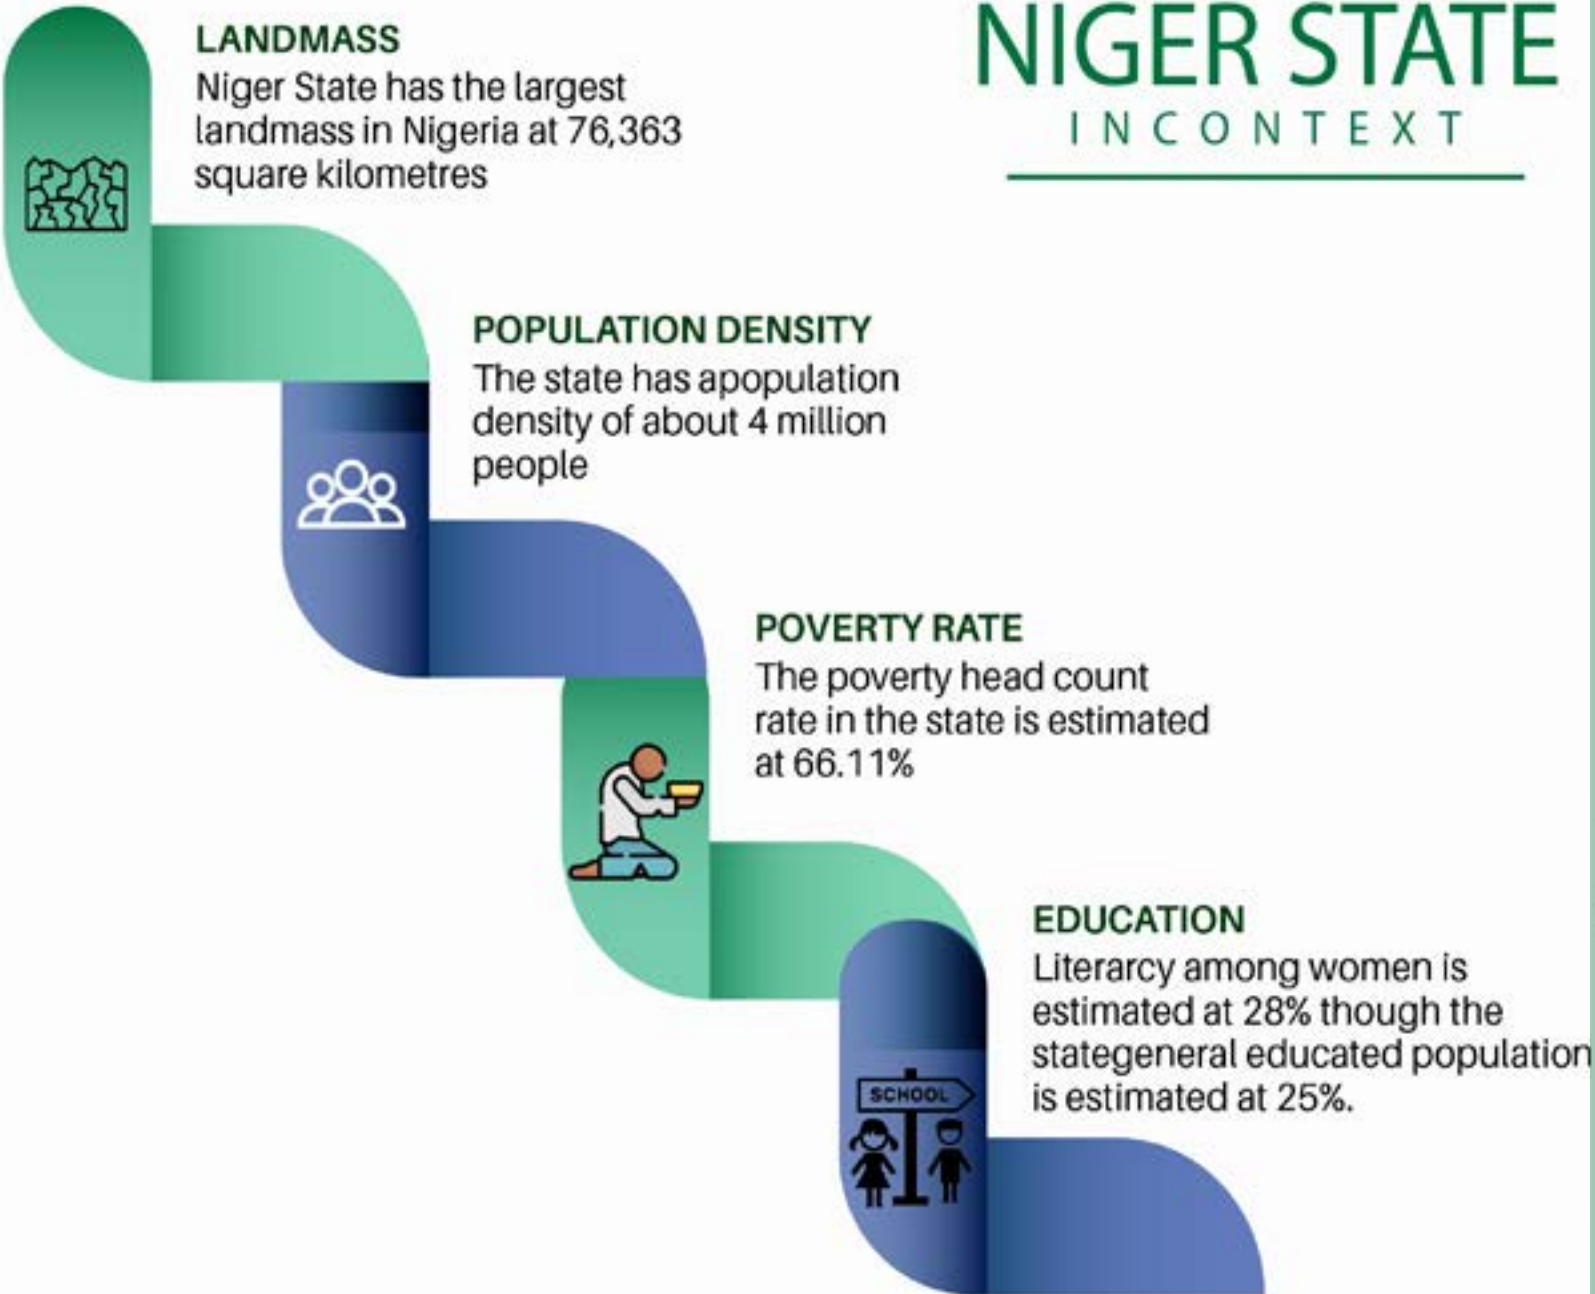 NIGER STATE
INCONTEXT
LANDMASS
Niger State has the largest
landmass in Nigeria at 76,363
square kilometres
POPULATION DENSITY
The state has apopulation
density of about 4 million
people
POVERTY RATE
The poverty head count
rate in the state is estimated
at 66.11%
EDUCATION
Literarcy among women is
estimated at 28% though the
stategeneral educated population
is estimated at 25%.
SCHOOL